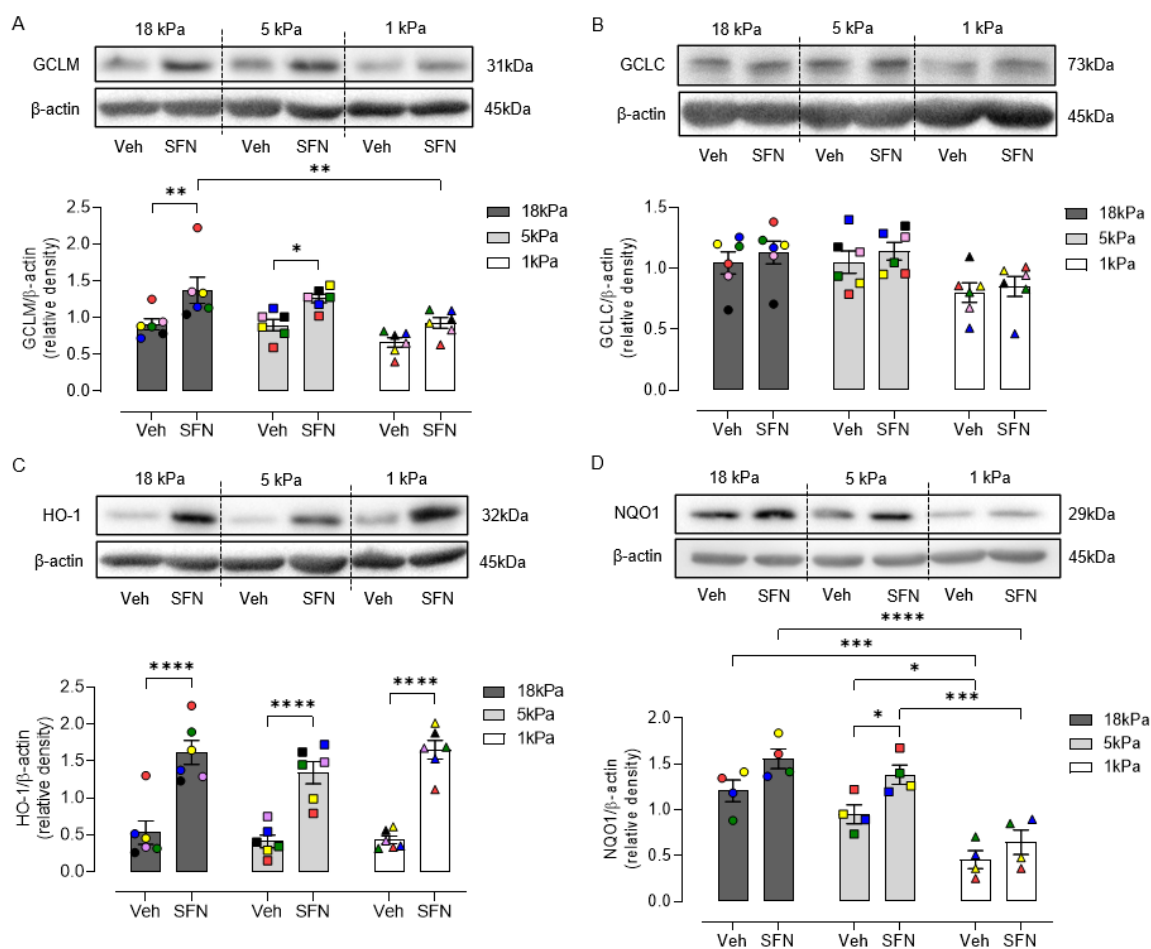 A
18 kPa 5 kPa 1 kPa
GCLM 31kDa
β-actin 45kDa
Veh SFN Veh SFN Veh SFN
** 
** *
GCLM/β-actin
(relative density)
2.5
2.0
1.5
1.0
0.5
0.0
18kPa
5kPa
1kPa
Veh SFN Veh SFN Veh SFN
B
18 kPa 5 kPa 1 kPa
GCLC 73kDa
β-actin 45kDa
Veh SFN Veh SFN Veh SFN
GCLC/β-actin
(relative density)
1.5
1.0
0.5
0.0
18kPa
5kPa
1kPa
Veh SFN Veh SFN Veh SFN
C
18 kPa 5 kPa 1 kPa
HO-1 32kDa
β-actin 45kDa
Veh SFN Veh SFN Veh SFN
**** **** ****
HO-1/β-actin
(relative density)
2.5
2.0
1.5
1.0
0.5
0.0
18kPa
5kPa
1kPa
Veh SFN Veh SFN Veh SFN
D
18 kPa 5 kPa 1 kPa
NQO1 29kDa
β-actin 45kDa
Veh SFN Veh SFN Veh SFN
****
***
*
***
*
NQO1/β-actin
(relative density)
2.0
1.5
1.0
0.5
0.0
18kPa
5kPa
1kPa
Veh SFN Veh SFN Veh SFN